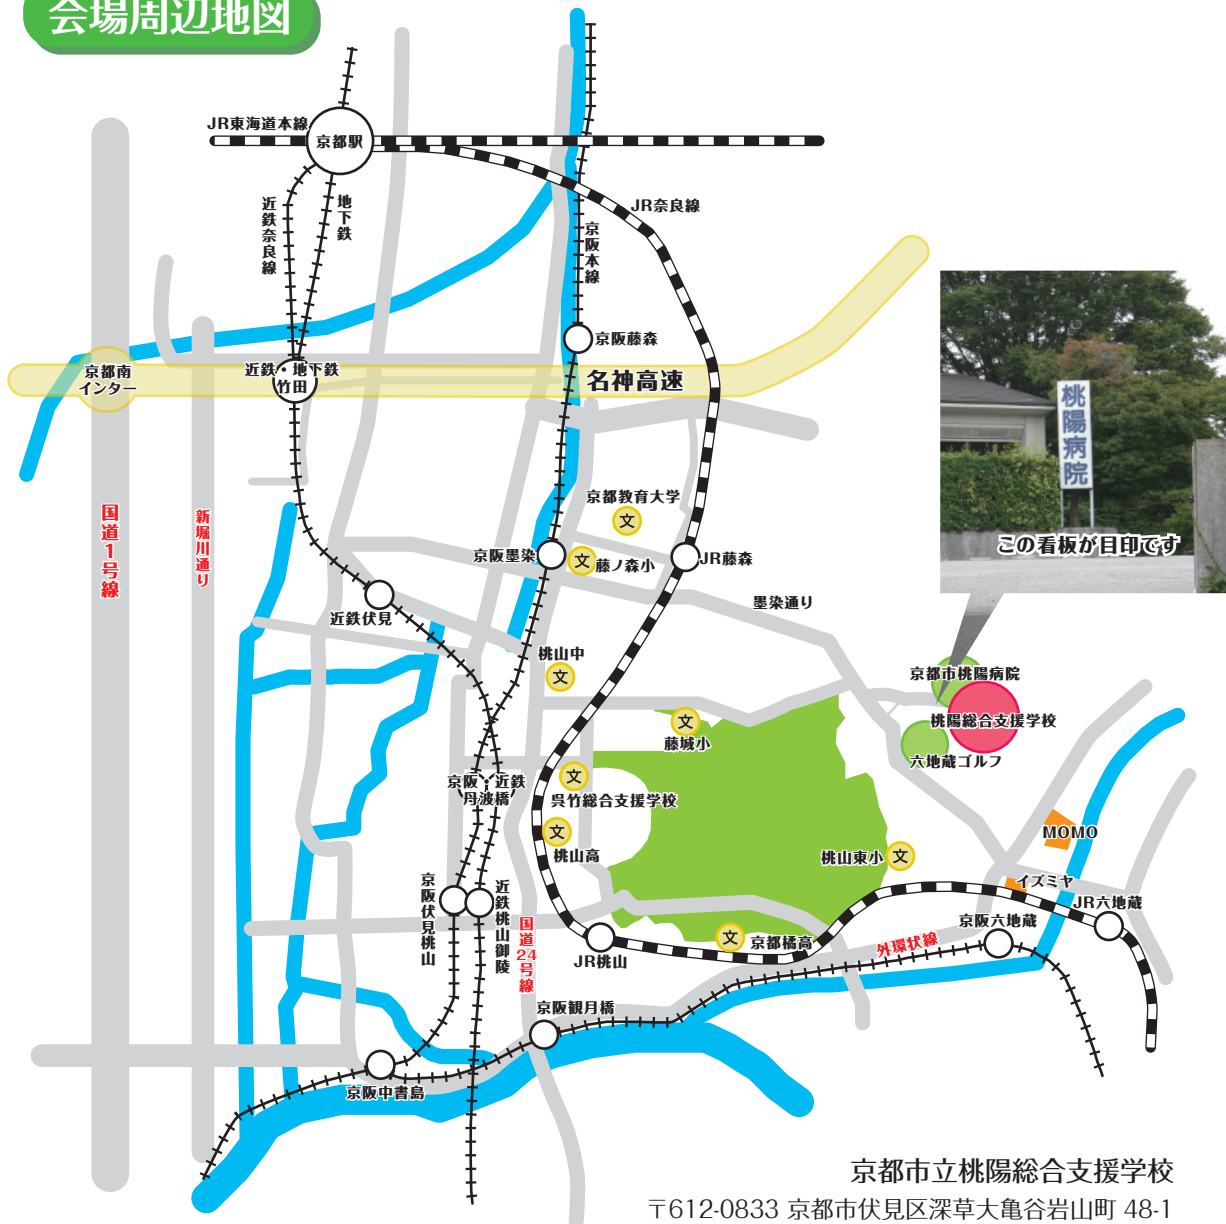 会場周辺地図
JR東海道本線
京都駅
近鉄奈良線
地下鉄
JR奈良線
京阪本線
京阪藤森
京都南
インター
近鉄・地下鉄
竹田
名神高速
桃陽病院
この看板が目印です
国道1号線
新堀川通り
京都教育大学
文
京阪墨染
文
藤ノ森小
JR藤森
近鉄伏見
墨染通り
桃山中
文
京都市桃陽病院
桃陽総合支援学校
六地蔵ゴルフ
文
藤城小
京阪・近鉄
丹波橋
文
呉竹総合支援学校
文
桃山高
MOMO
桃山東小
文
イズミヤ
JR六地蔵
京阪六地蔵
京阪伏見桃山
近鉄桃山御陵
国道24号線
文
京都橘高
外環状線
JR桃山
京阪観月橋
京阪中書島
京都市立桃陽総合支援学校
〒612-0833 京都市伏見区深草大亀谷岩山町 48-1